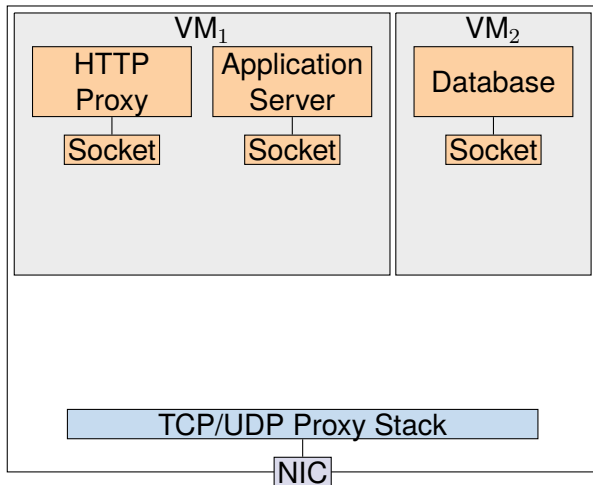 VM₁
HTTP
Proxy
Application
Server
Socket
Socket
VM₂
Database
Socket
TCP/UDP Proxy Stack
NIC